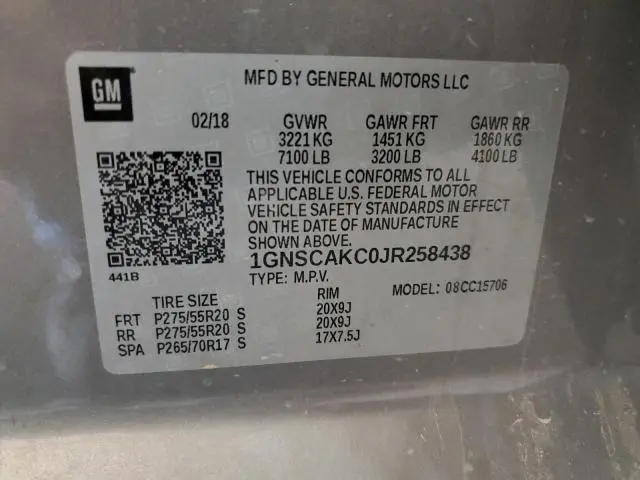 GM
MFD BY GENERAL MOTORS LLC
02/18 GVWR GAWR FRT GAWR RR
3221 KG 1451 KG 1860 KG
7100 LB 3200 LB 4100 LB
THIS VEHICLE CONFORMS TO ALL
APPLICABLE U.S. FEDERAL MOTOR
VEHICLE SAFETY STANDARDS IN EFFECT
ON THE DATE OF MANUFACTURE
SHOWN ABOVE.
1GNSCAKC0JR258438
441B
TYPE: M.P.V. MODEL: 08CC15706
TIRE SIZE RIM
FRT P275/55R20 S 20X9J
RR P275/55R20 S 20X9J
SPA P265/70R17 S 17X7.5J